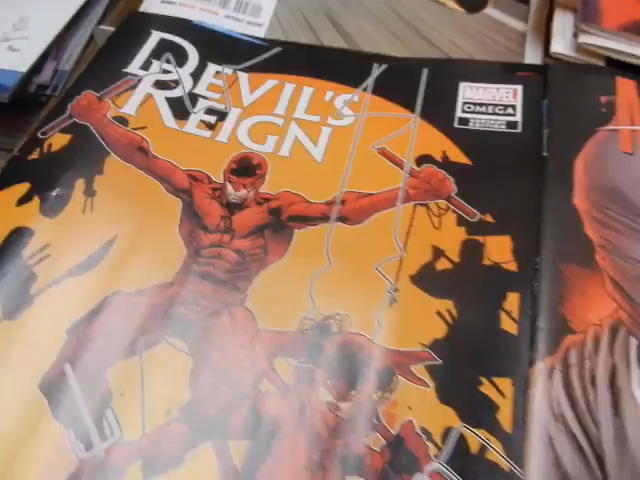 DEVIL'S
REIGN
MARVEL
OMEGA
VARIANT
EDITION